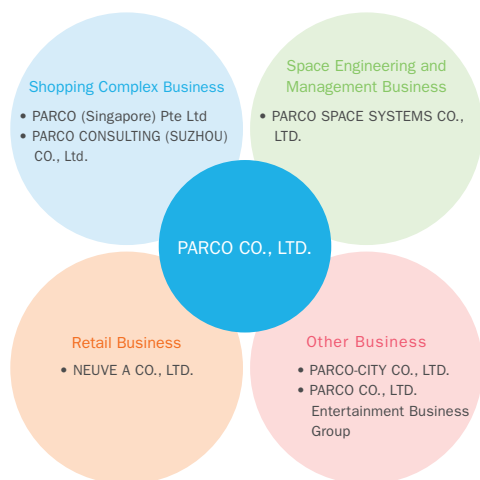 Shopping Complex Business
• PARCO (Singapore) Pte Ltd
• PARCO CONSULTING (SUZHOU)
CO., Ltd.
Space Engineering and
Management Business
• PARCO SPACE SYSTEMS CO.,
LTD.
PARCO CO., LTD.
Retail Business
• NEUVE A CO., LTD.
Other Business
• PARCO-CITY CO., LTD.
• PARCO CO., LTD.
Entertainment Business
Group